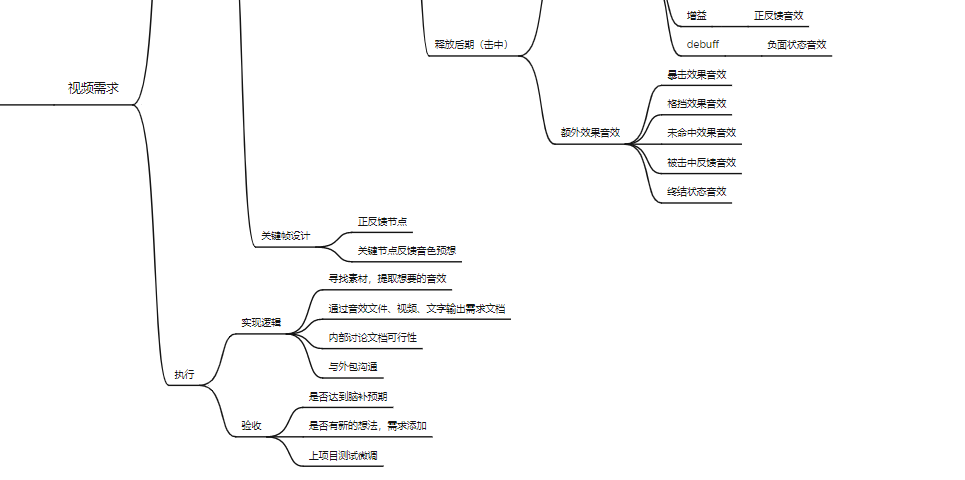 增益
正反馈音效
释放后期（击中）
debuff
负面状态音效
视频需求
暴击效果音效
格挡效果音效
额外效果音效
未命中效果音效
被击中反馈音效
终结状态音效
关键帧设计
正反馈节点
关键节点反馈音色预想
执行
实现逻辑
寻找素材，提取想要的音效
通过音效文件、视频、文字输出需求文档
内部讨论文档可行性
与外包沟通
验收
是否达到脑补预期
是否有新的想法，需求添加
上项目测试微调